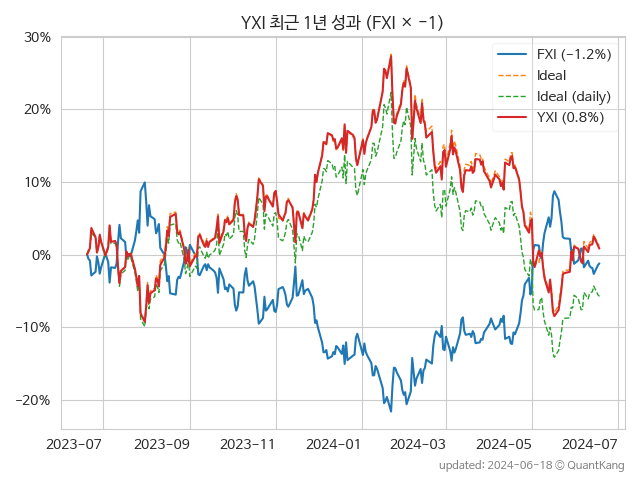 YXI 최근 1년 성과 (FXI × -1)
30%
20%
10%
0%
-10%
-20%
FXI (-1.2%)
Ideal
Ideal (daily)
YXI (0.8%)
2023-07 2023-09 2023-11 2024-01 2024-03 2024-05 2024-07
updated: 2024-06-18 © QuantKang